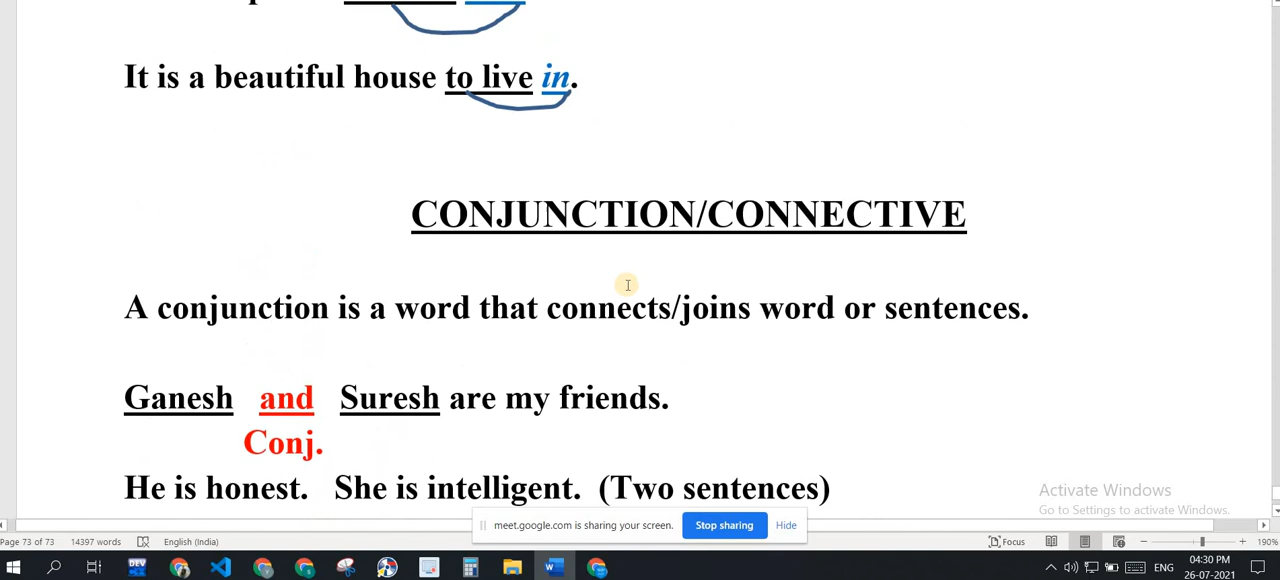 It is a beautiful house to live in.
CONJUNCTION/CONNECTIVE
A conjunction is a word that connects/joins word or sentences.
Ganesh and Suresh are my friends.
Conj.
He is honest. She is intelligent. (Two sentences)
Activate Windows
Go to Settings to activate Windows.
meet.google.com is sharing your screen. Stop sharing Hide
Page 73 of 73 14397 words English (India) Focus 190%
DEV W ENG 04:30 PM
26-07-2021